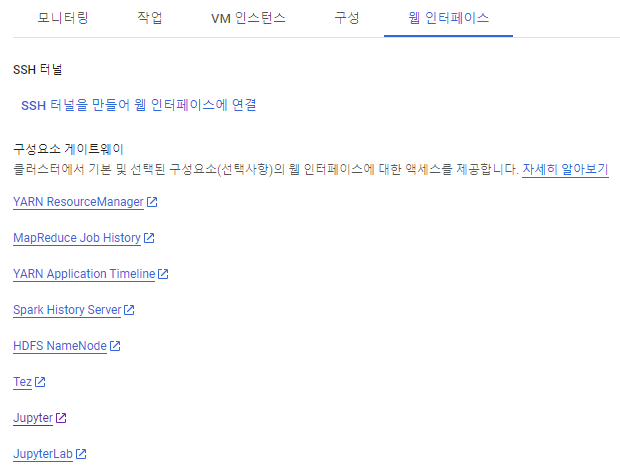 모니터링 작업 VM 인스턴스 구성 웹 인터페이스
SSH 터널
SSH 터널을 만들어 웹 인터페이스에 연결
구성요소 게이트웨이
클러스터에서 기본 및 선택된 구성요소(선택사항)의 웹 인터페이스에 대한 액세스를 제공합니다. 자세히 알아보기
YARN ResourceManager
MapReduce Job History
YARN Application Timeline
Spark History Server
HDFS NameNode
Tez
Jupyter
JupyterLab